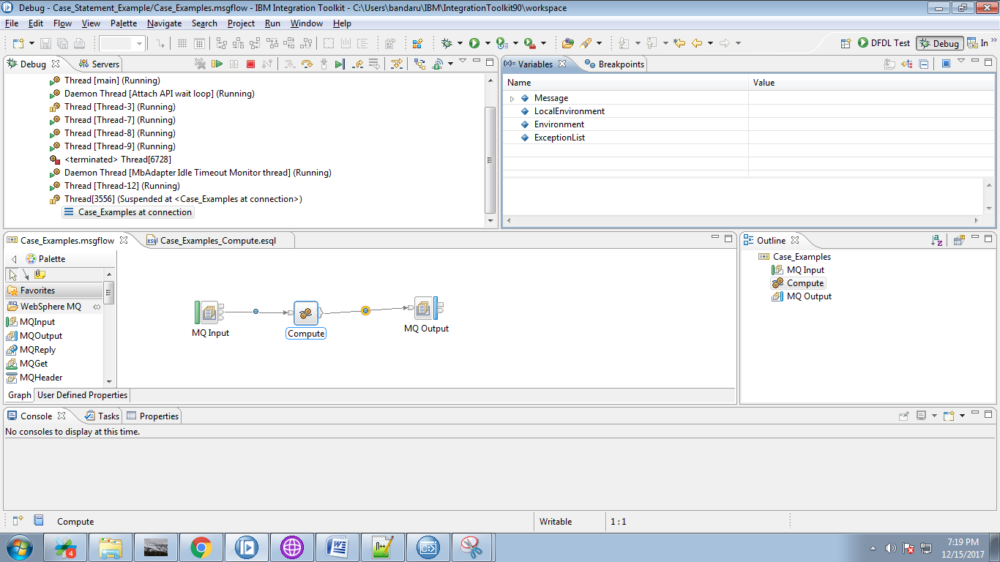 Debug - Case_Statement_Example/Case_Examples.msgflow - IBM Integration Toolkit - C:\Users\bandaru\IBM\IntegrationToolkit90\workspace
File Edit Flow View Palette Navigate Search Project Run Window Help
DFDL Test Debug In »
Debug Servers
Thread [main] (Running)
Daemon Thread [Attach API wait loop] (Running)
Thread [Thread-3] (Running)
Thread [Thread-7] (Running)
Thread [Thread-8] (Running)
Thread [Thread-9] (Running)
<terminated> Thread[6728]
Daemon Thread [MbAdapter Idle Timeout Monitor thread] (Running)
Thread [Thread-12] (Running)
Thread[3556] (Suspended at <Case_Examples at connection>)
Case_Examples at connection
(x)= Variables Breakpoints
Name Value
Message
LocalEnvironment
Environment
ExceptionList
Case_Examples.msgflow esql Case_Examples_Compute.esql
Palette
Favorites
WebSphere MQ
MQInput
MQOutput
MQReply
MQGet
MQHeader
MQ Input
Compute
MQ Output
Graph User Defined Properties
Outline
Case_Examples
MQ Input
Compute
MQ Output
Console Tasks Properties
No consoles to display at this time.
Compute Writable 1 : 1
4
7:19 PM
12/15/2017